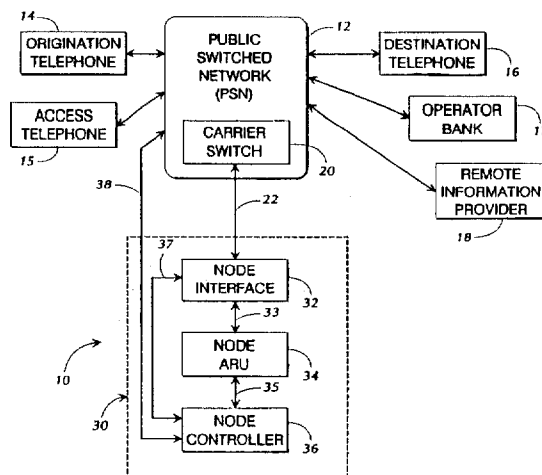 14
ORIGINATION
TELEPHONE
ACCESS
TELEPHONE
15
PUBLIC
SWITCHED
NETWORK
(PSN)
12
CARRIER
SWITCH
20
DESTINATION
TELEPHONE
16
OPERATOR
BANK
REMOTE
INFORMATION
PROVIDER
18
38
22
37
NODE
INTERFACE
32
33
NODE
ARU
34
35
NODE
CONTROLLER
36
10
30